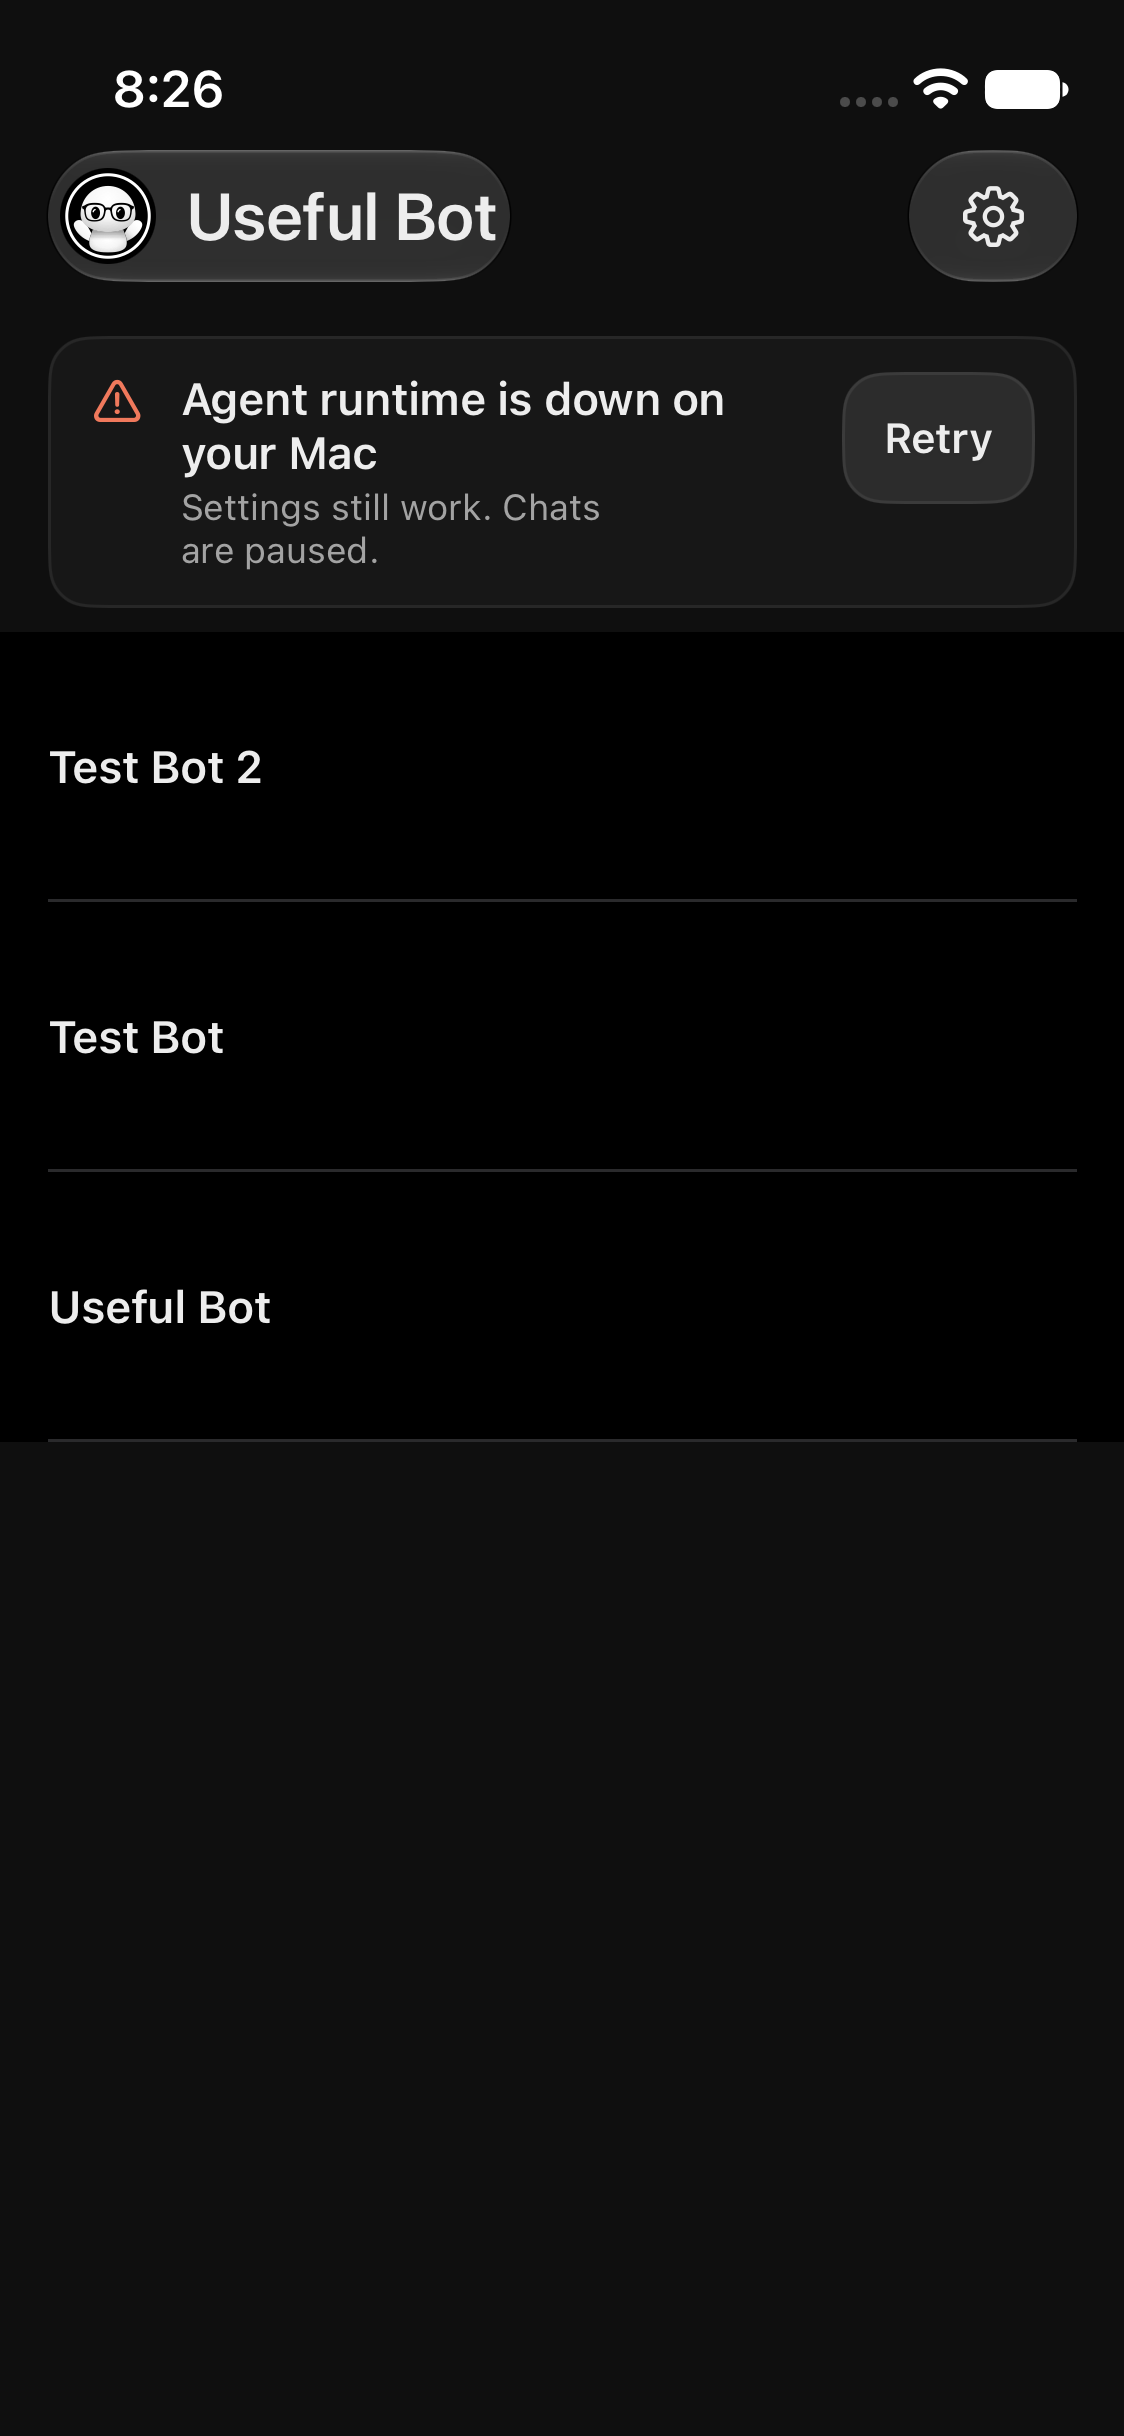 8:26
Useful Bot
Agent runtime is down on
your Mac
Settings still work. Chats
are paused.
Retry
Test Bot 2
Test Bot
Useful Bot